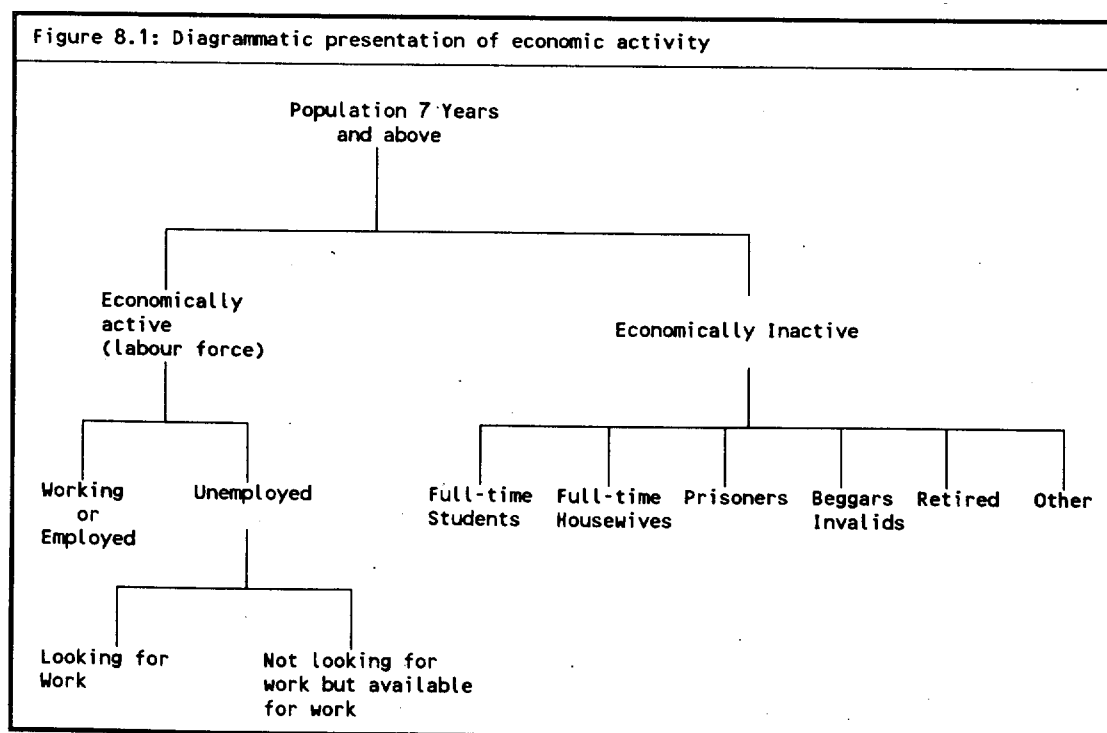 Figure 8.1: Diagrammatic presentation of economic activity
Population 7 Years
and above
Economically
active
(labour force)
Economically Inactive
Working
or
Employed
Unemployed
Full-time
Students
Full-time
Housewives
Prisoners
Beggars
Invalids
Retired
Other
Looking for
Work
Not looking for
work but available
for work